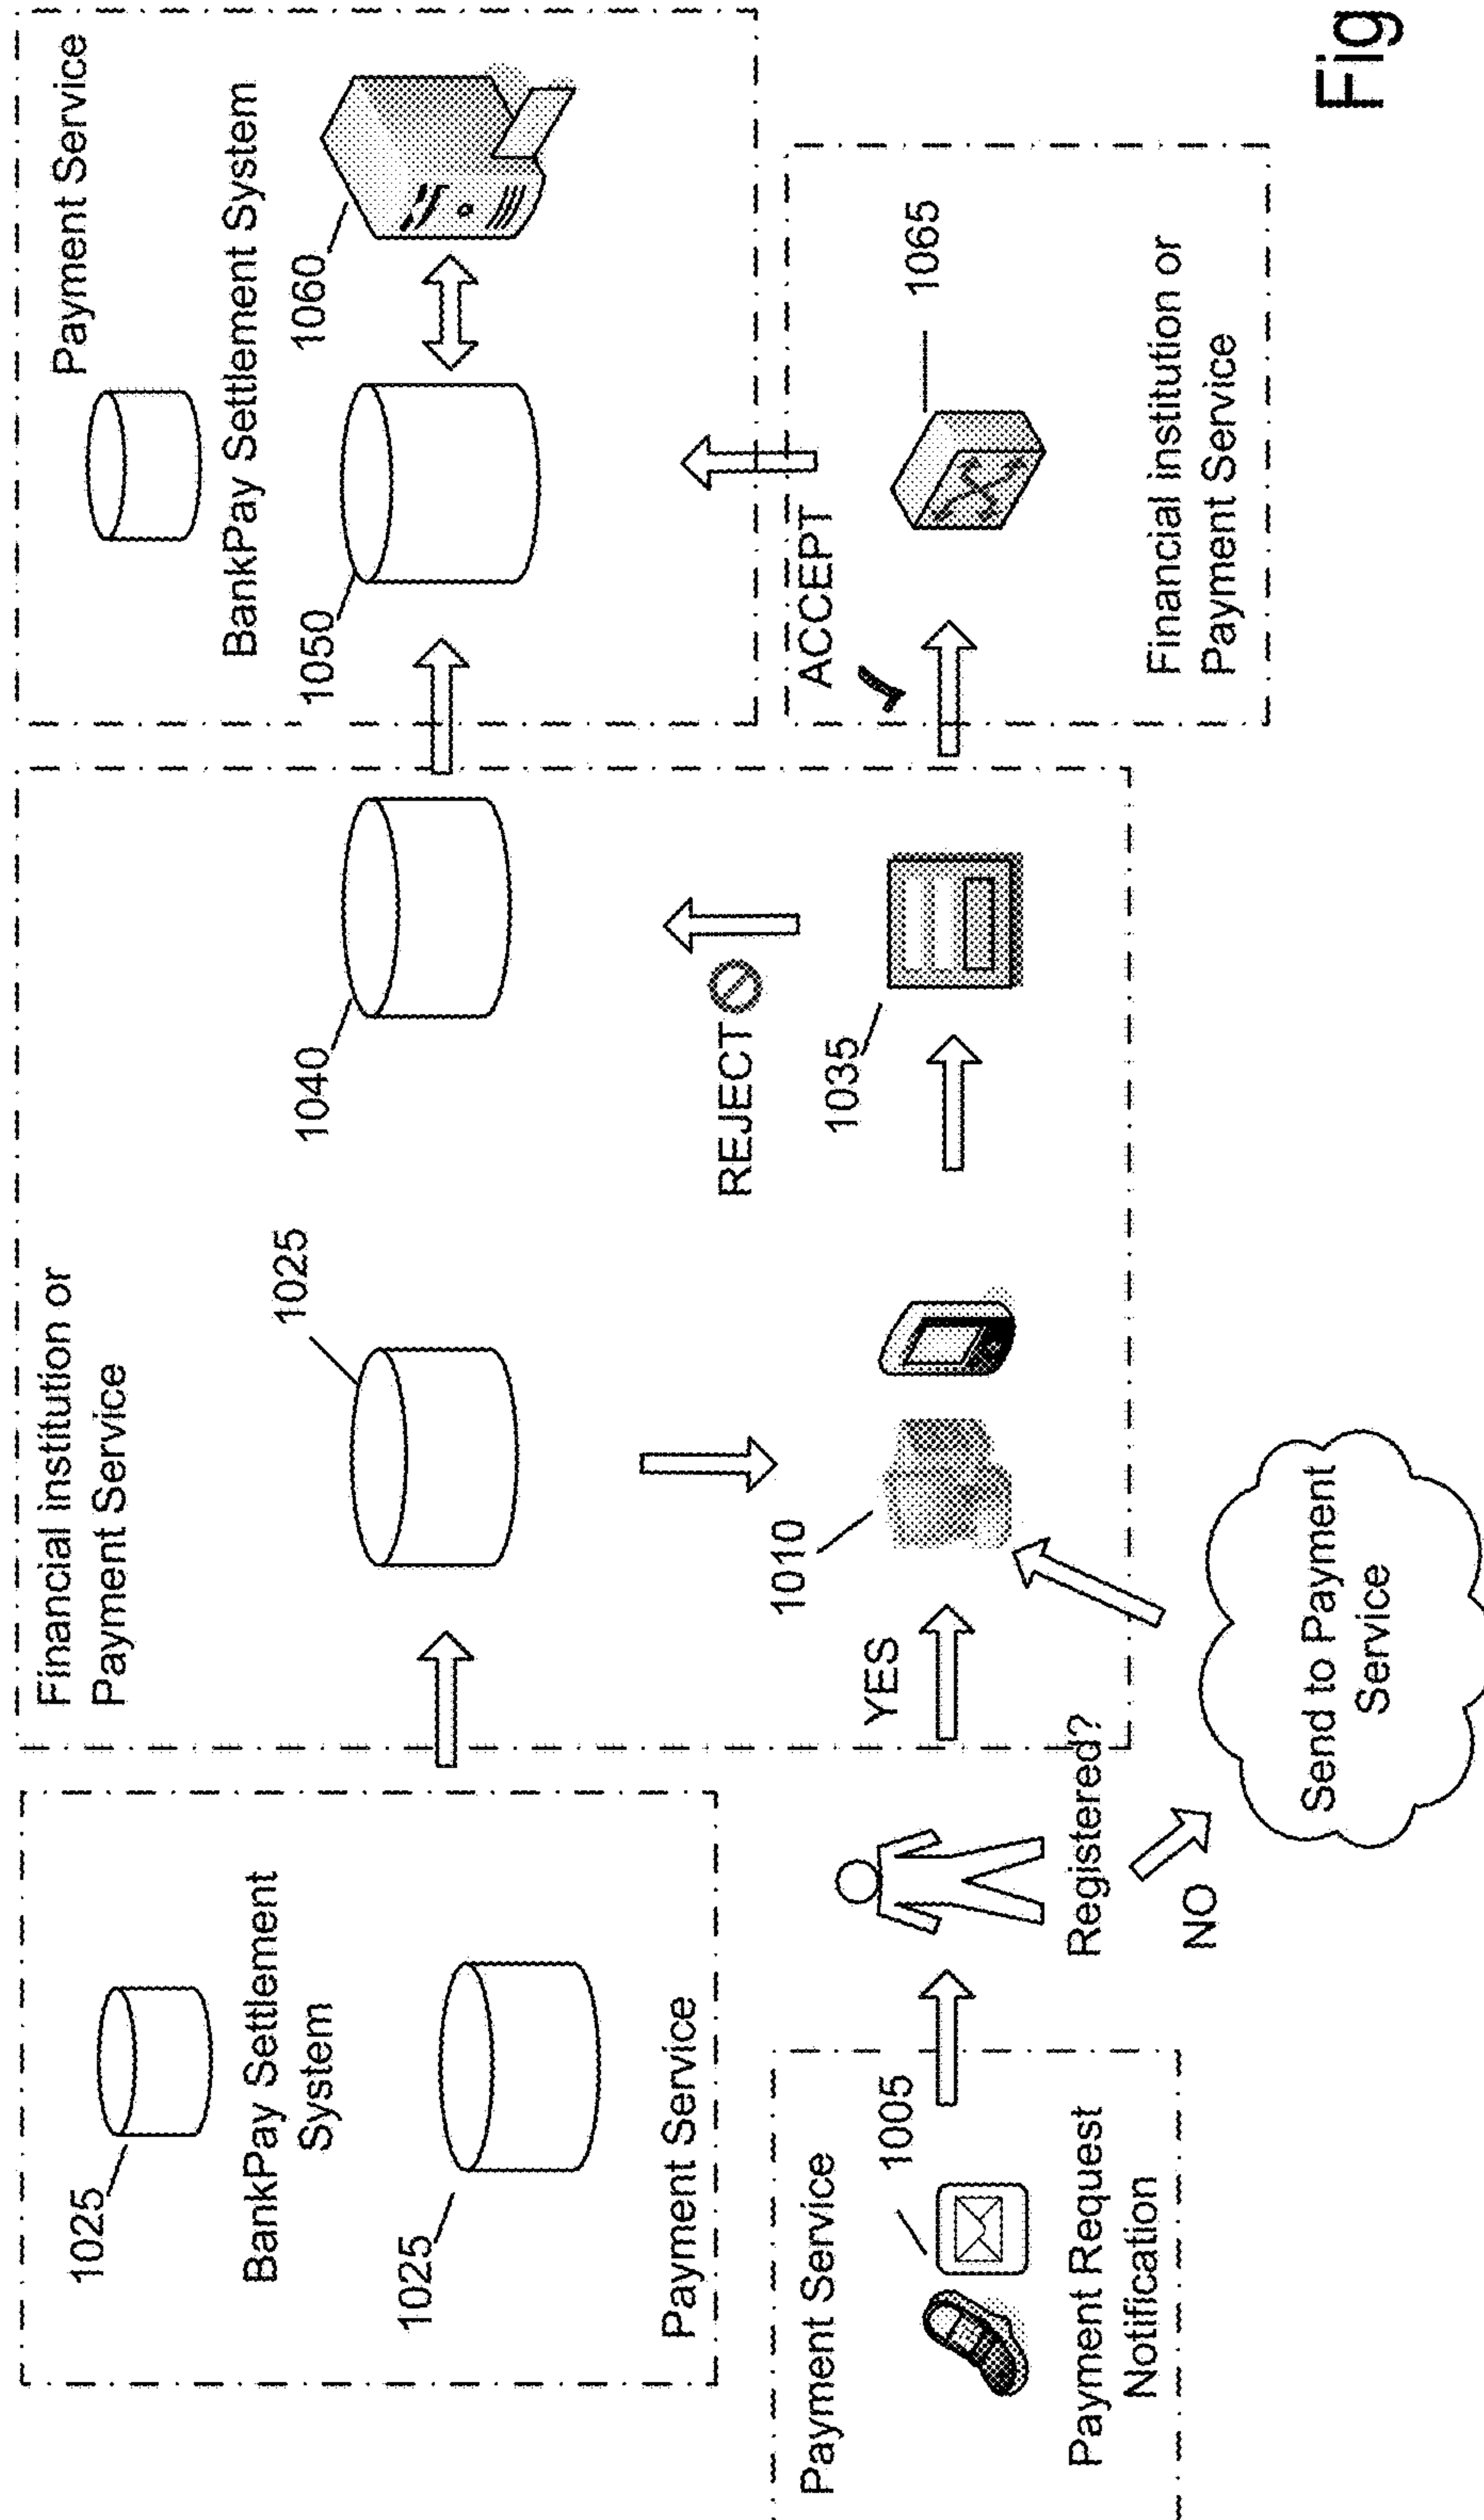 1025
BankPay Settlement
System
1025
Payment Service
Payment Service
1005
Payment Request
Notification
Registered?
NO
Send to Payment
Service
Financial institution or
Payment Service
1025
1010
YES
1040
REJECT
1035
Payment Service
BankPay Settlement System
1060
1050
ACCEPT
1065
Financial institution or
Payment Service
Fig